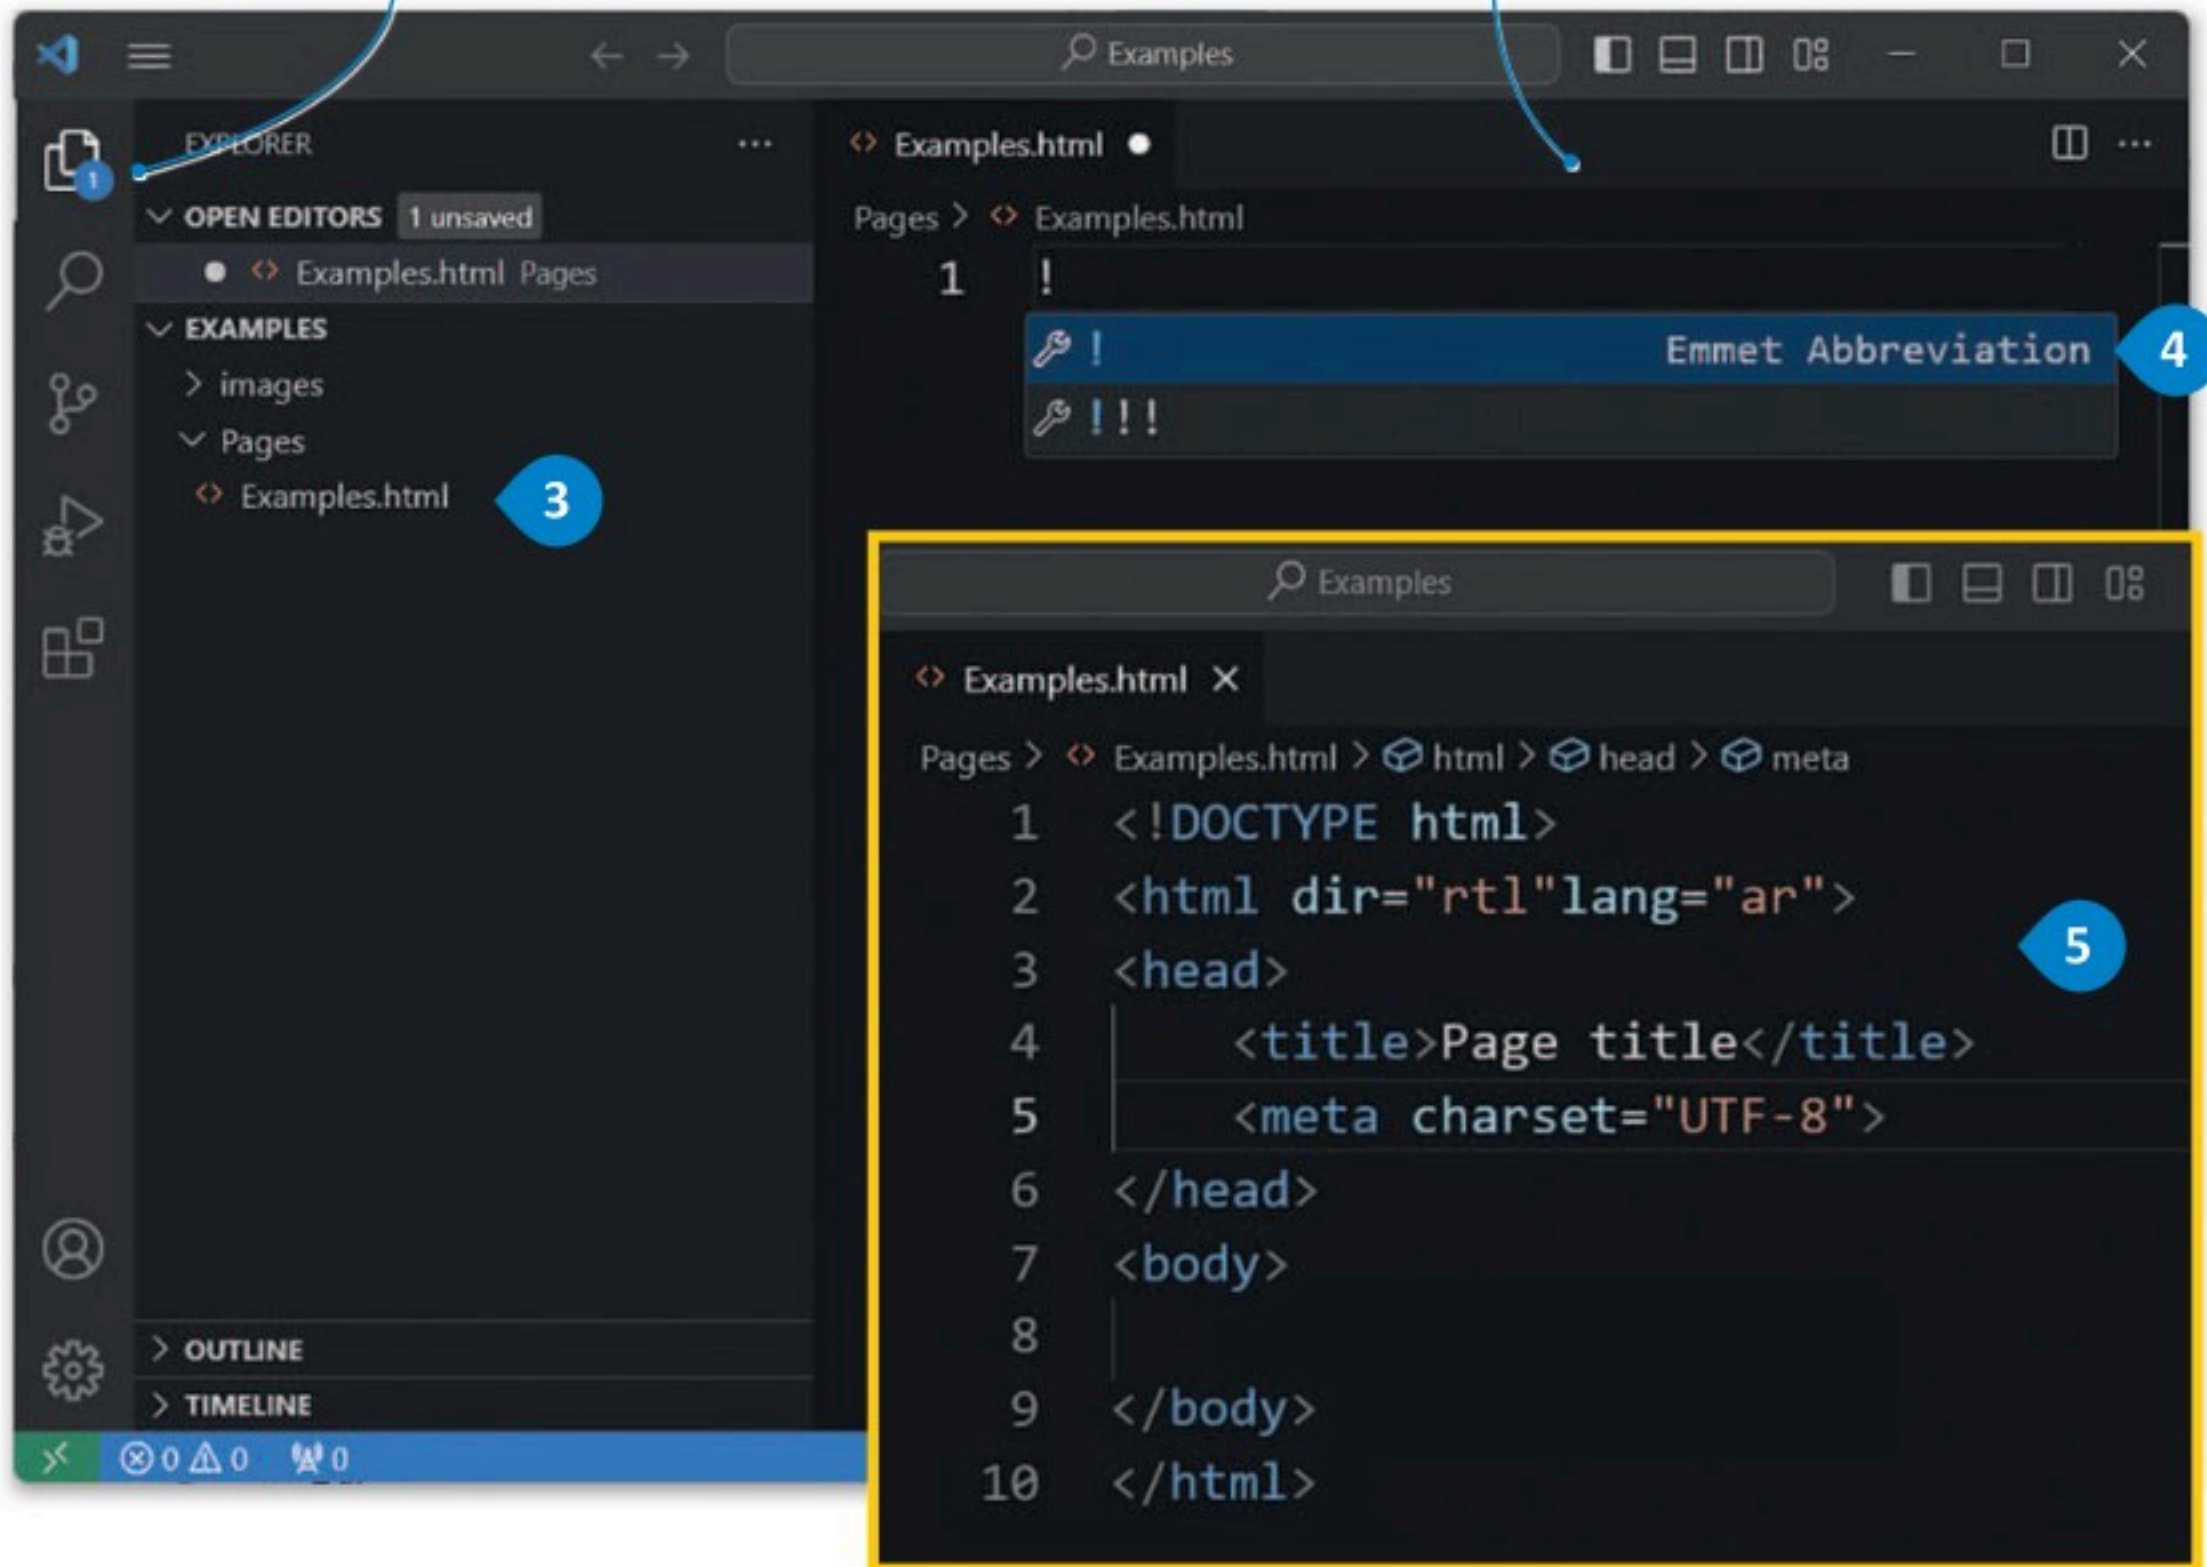 Examples
EXPLORER
OPEN EDITORS 1 unsaved
Examples.html Pages
EXAMPLES
images
Pages
Examples.html
3
1
OUTLINE
TIMELINE
0 0 0
Examples.html
Pages > Examples.html
1 !
! Emmet Abbreviation
!!!
4
Examples
Examples.html
Pages > Examples.html > html > head > meta
1 <!DOCTYPE html>
2 <html dir="rtl"lang="ar">
3 <head>
4 <title>Page title</title>
5 <meta charset="UTF-8">
6 </head>
7 <body>
8
9 </body>
10 </html>
5